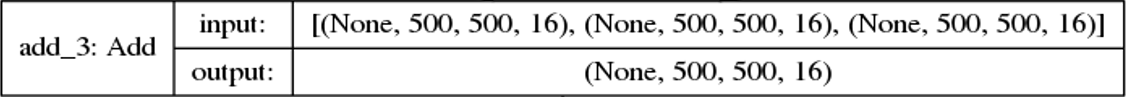 add_3: Add
input: [(None, 500, 500, 16), (None, 500, 500, 16), (None, 500, 500, 16)]
output: (None, 500, 500, 16)